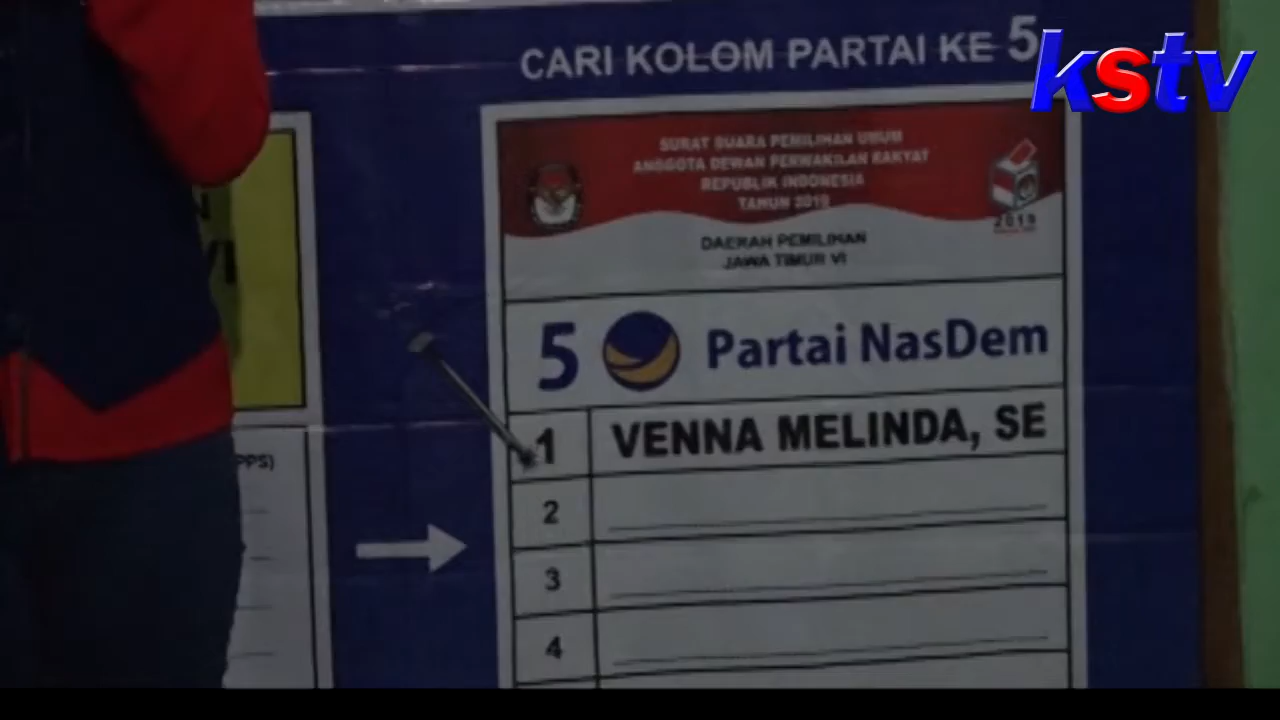 CARI KOLOM PARTAI KE 5
kstv
SURAT SUARA PEMILIHAN UMUM
ANGGOTA DEWAN PERWAKILAN RAKYAT
REPUBLIK INDONESIA
TAHUN 2019
2019
DAERAH PEMILIHAN
JAWA TIMUR VI
5 Partai NasDem
1 VENNA MELINDA, SE
PPS)
2
3
4